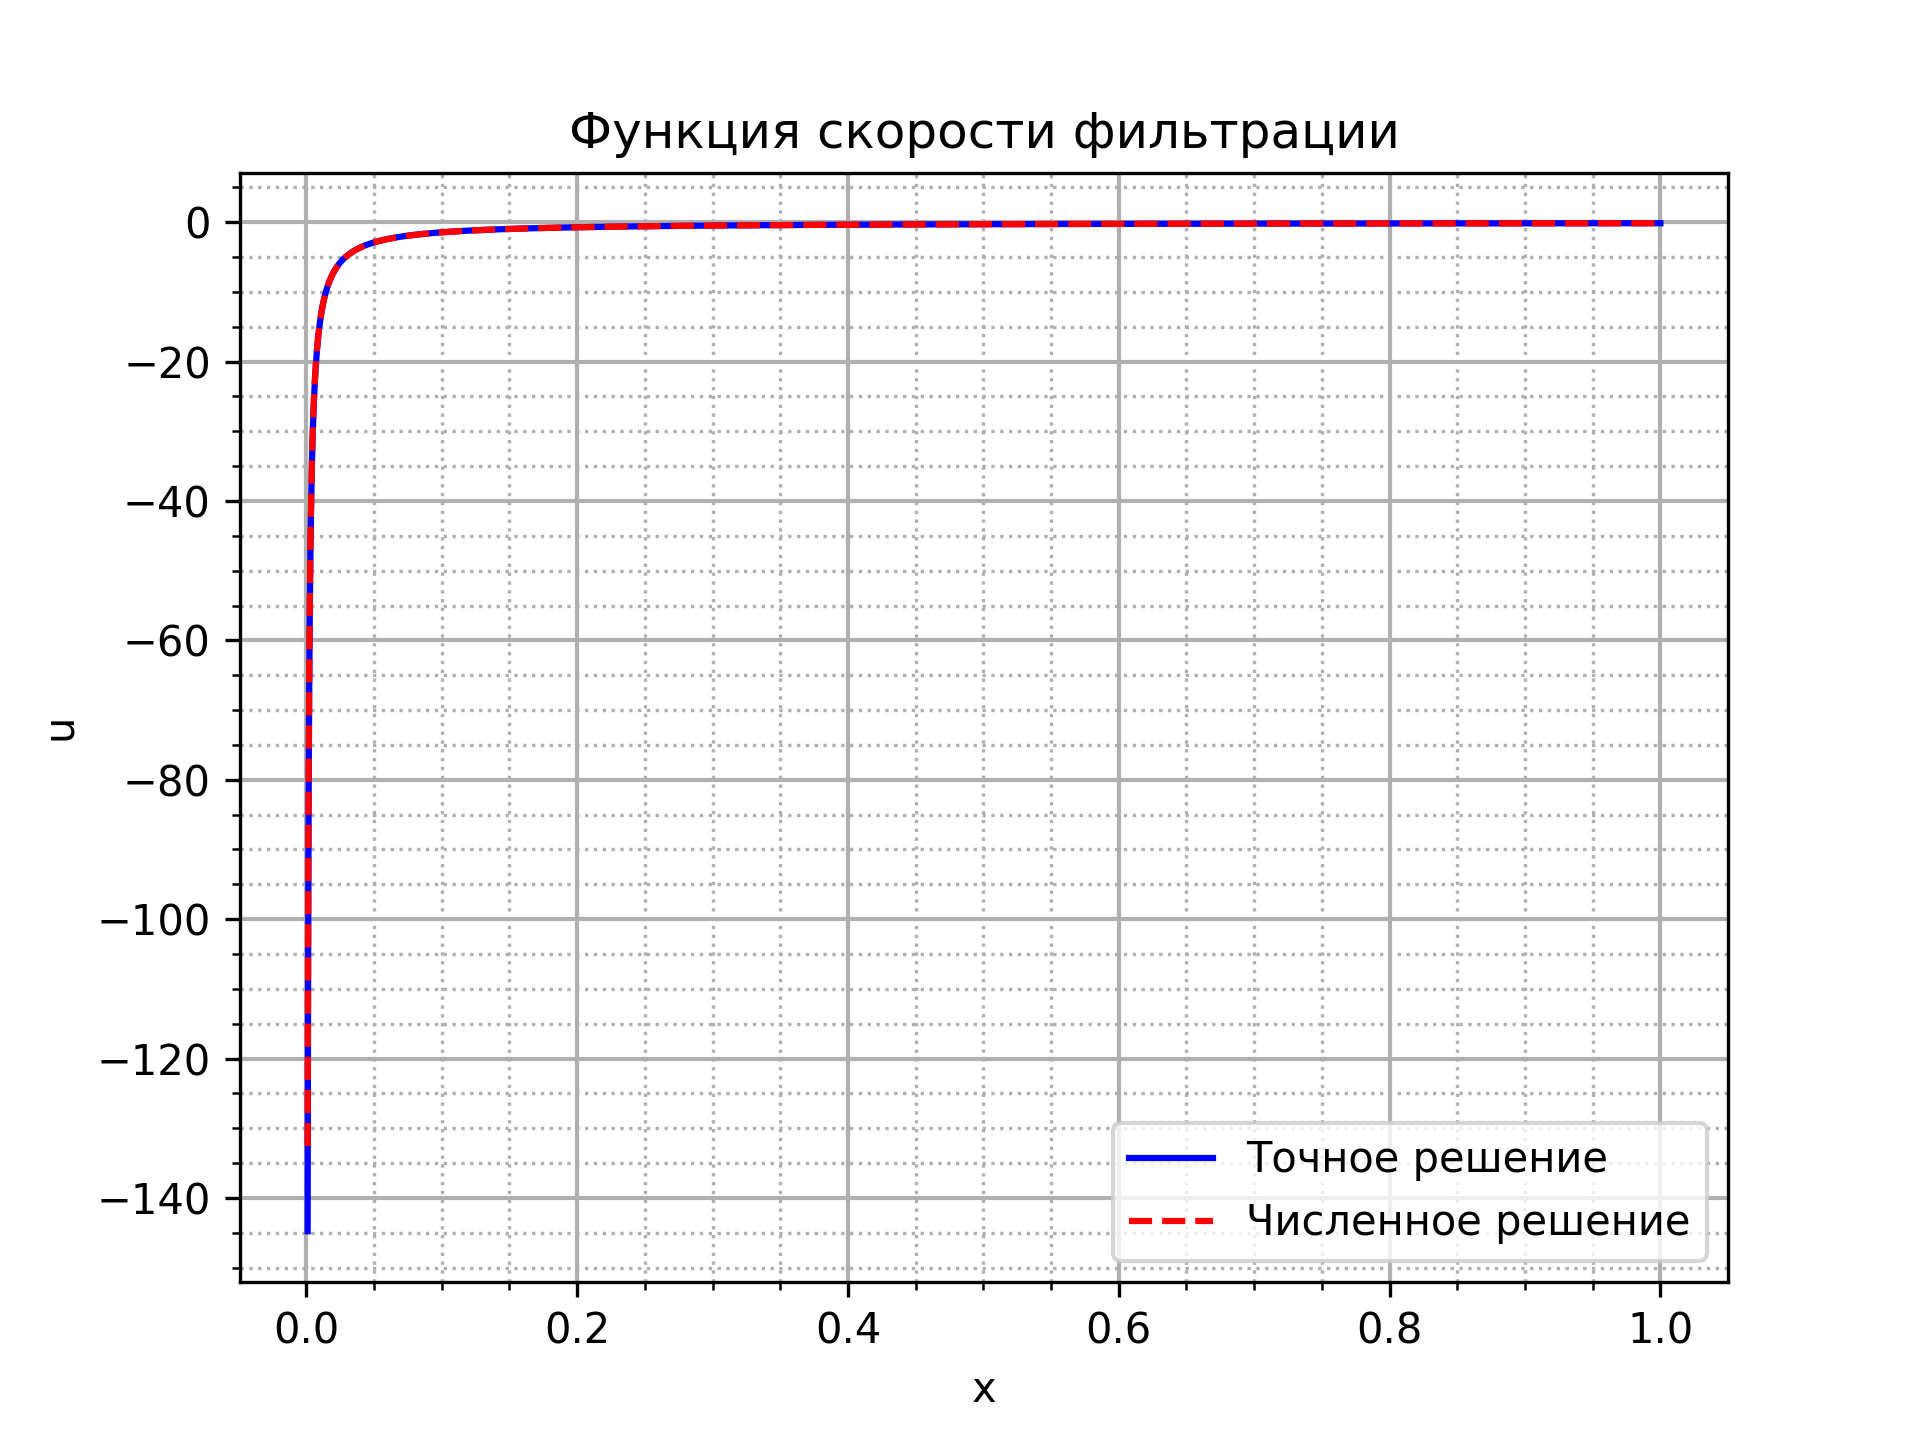 Функция скорости фильтрации
0
−20
−40
−60
−80
−100
−120
−140
u
Точное решение
Численное решение
0.0 0.2 0.4 0.6 0.8 1.0
x